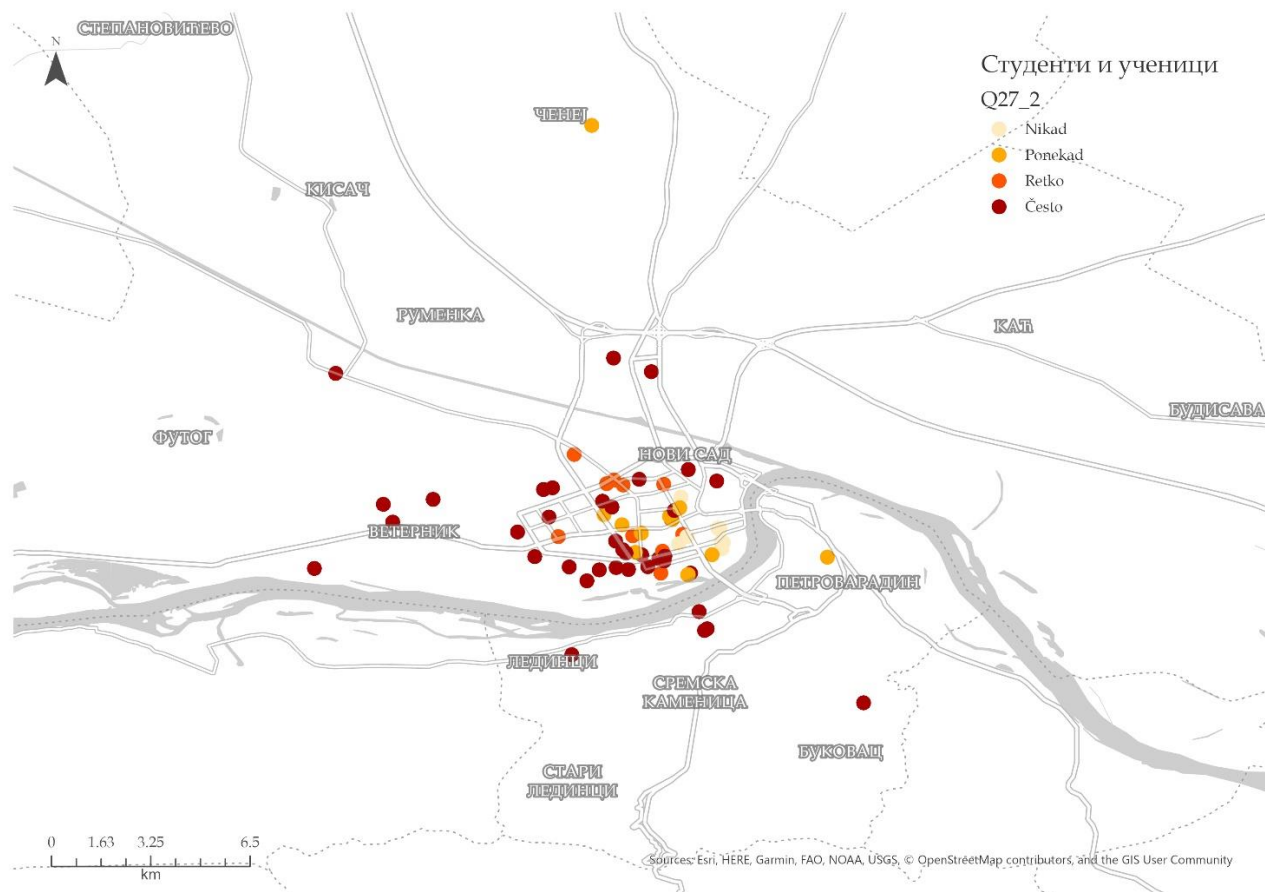 СТЕПАНОВИЋЕВО
N
Студенти и ученици
Q27_2
Nikad
Ponekad
Retko
Često
ЧЕНЕЈ
КИСАЧ
РУМЕНКА
КАЋ
БУДИСАВА
ФУТОГ
НОВИ САД
ВЕТЕРНИК
ПЕТРОВАРАДИН
ЛЕДИНЦИ
СРЕМСКА
КАМЕНИЦА
БУКОВАЦ
СТАРИ
ЛЕДИНЦИ
0 1.63 3.25 6.5
km
Sources: Esri, HERE, Garmin, FAO, NOAA, USGS, © OpenStreetMap contributors, and the GIS User Community